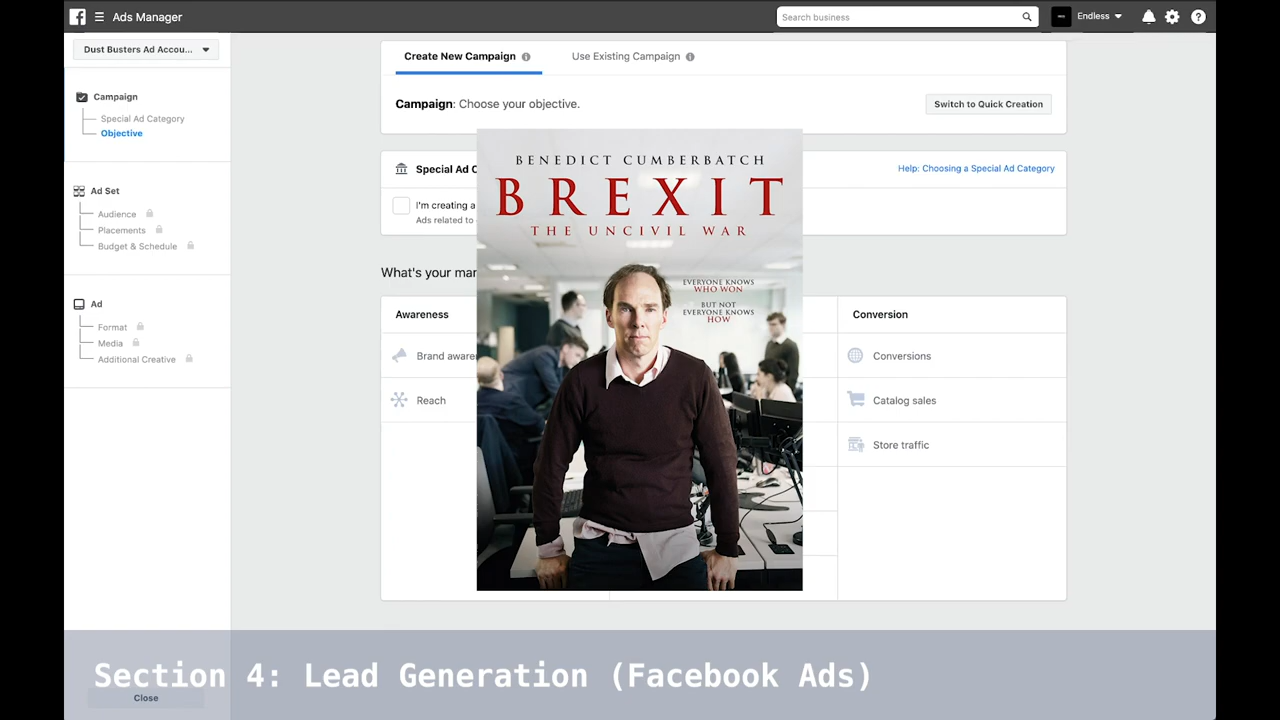 Ads Manager
Search business
Endless
Dust Busters Ad Accou...
Campaign
Special Ad Category
Objective
Ad Set
Audience
Placements
Budget & Schedule
Ad
Format
Media
Additional Creative
Close
Create New Campaign
Use Existing Campaign
Campaign: Choose your objective.
Switch to Quick Creation
Special Ad C
Help: Choosing a Special Ad Category
I'm creating a
Ads related to
What's your mar
Awareness
Brand aware
Reach
Conversion
Conversions
Catalog sales
Store traffic
BENEDICT CUMBERBATCH
BREXIT
THE UNCIVIL WAR
EVERYONE KNOWS
WHO WON
BUT NOT
EVERYONE KNOWS
HOW
Section 4: Lead Generation (Facebook Ads)